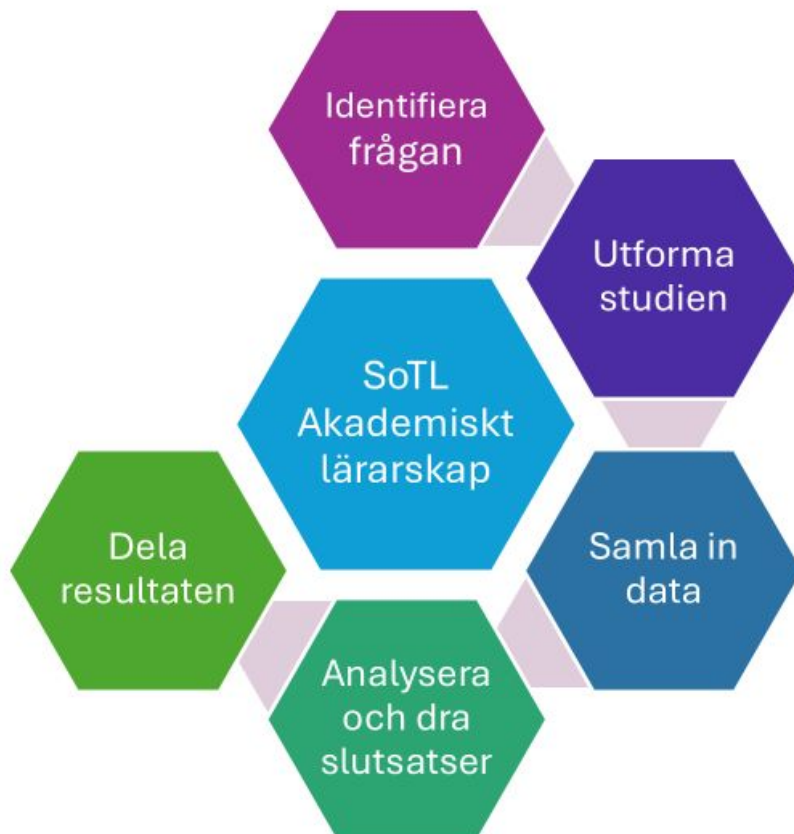 Identifiera
frågan
Utforma
studien
SoTL
Akademiskt
lärarskap
Samla in
data
Analysera
och dra
slutsatser
Dela
resultaten